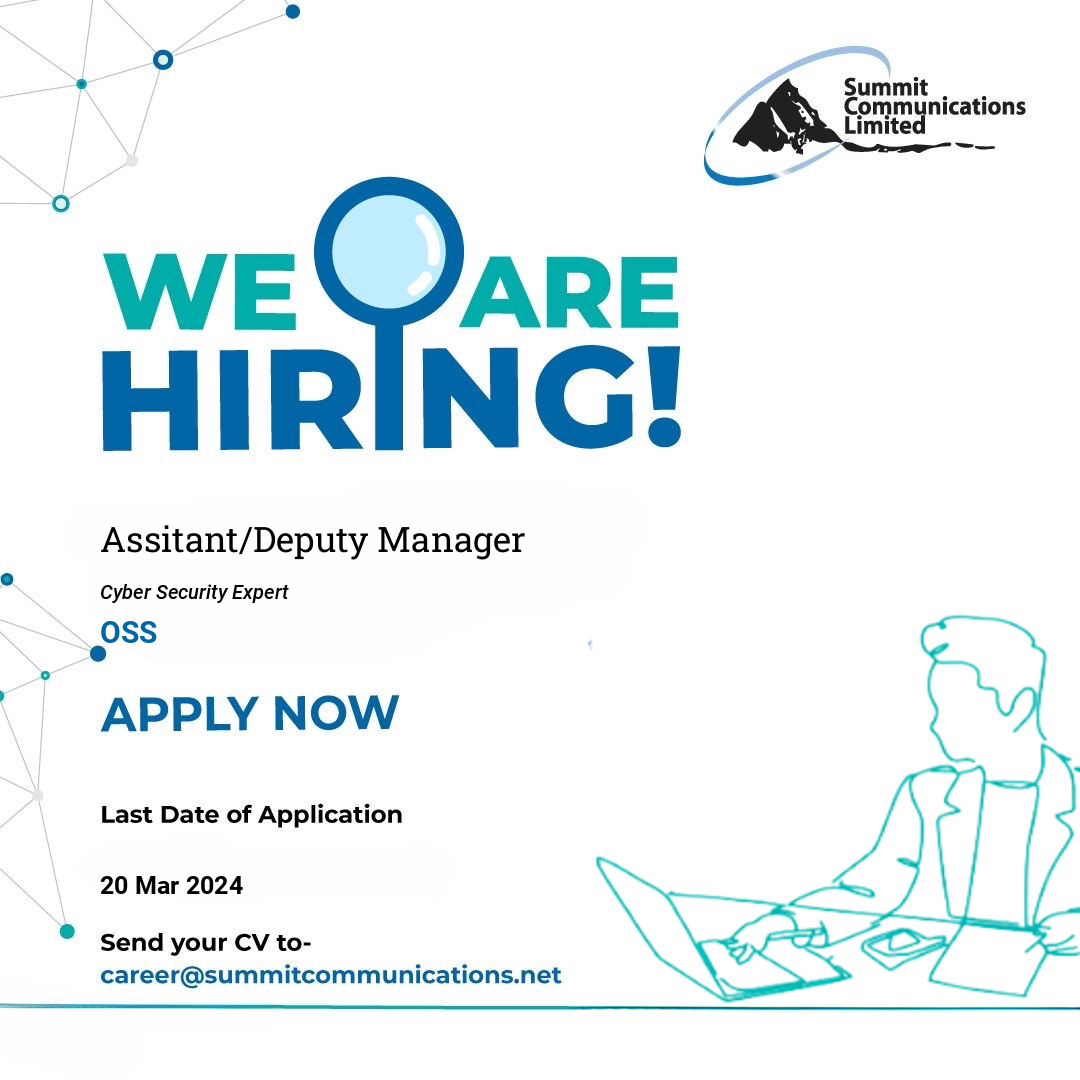 Summit
Communications
Limited
WE ARE
HIRING!
Assitant/Deputy Manager
Cyber Security Expert
OSS
APPLY NOW
Last Date of Application
20 Mar 2024
Send your CV to-
career@summitcommunications.net